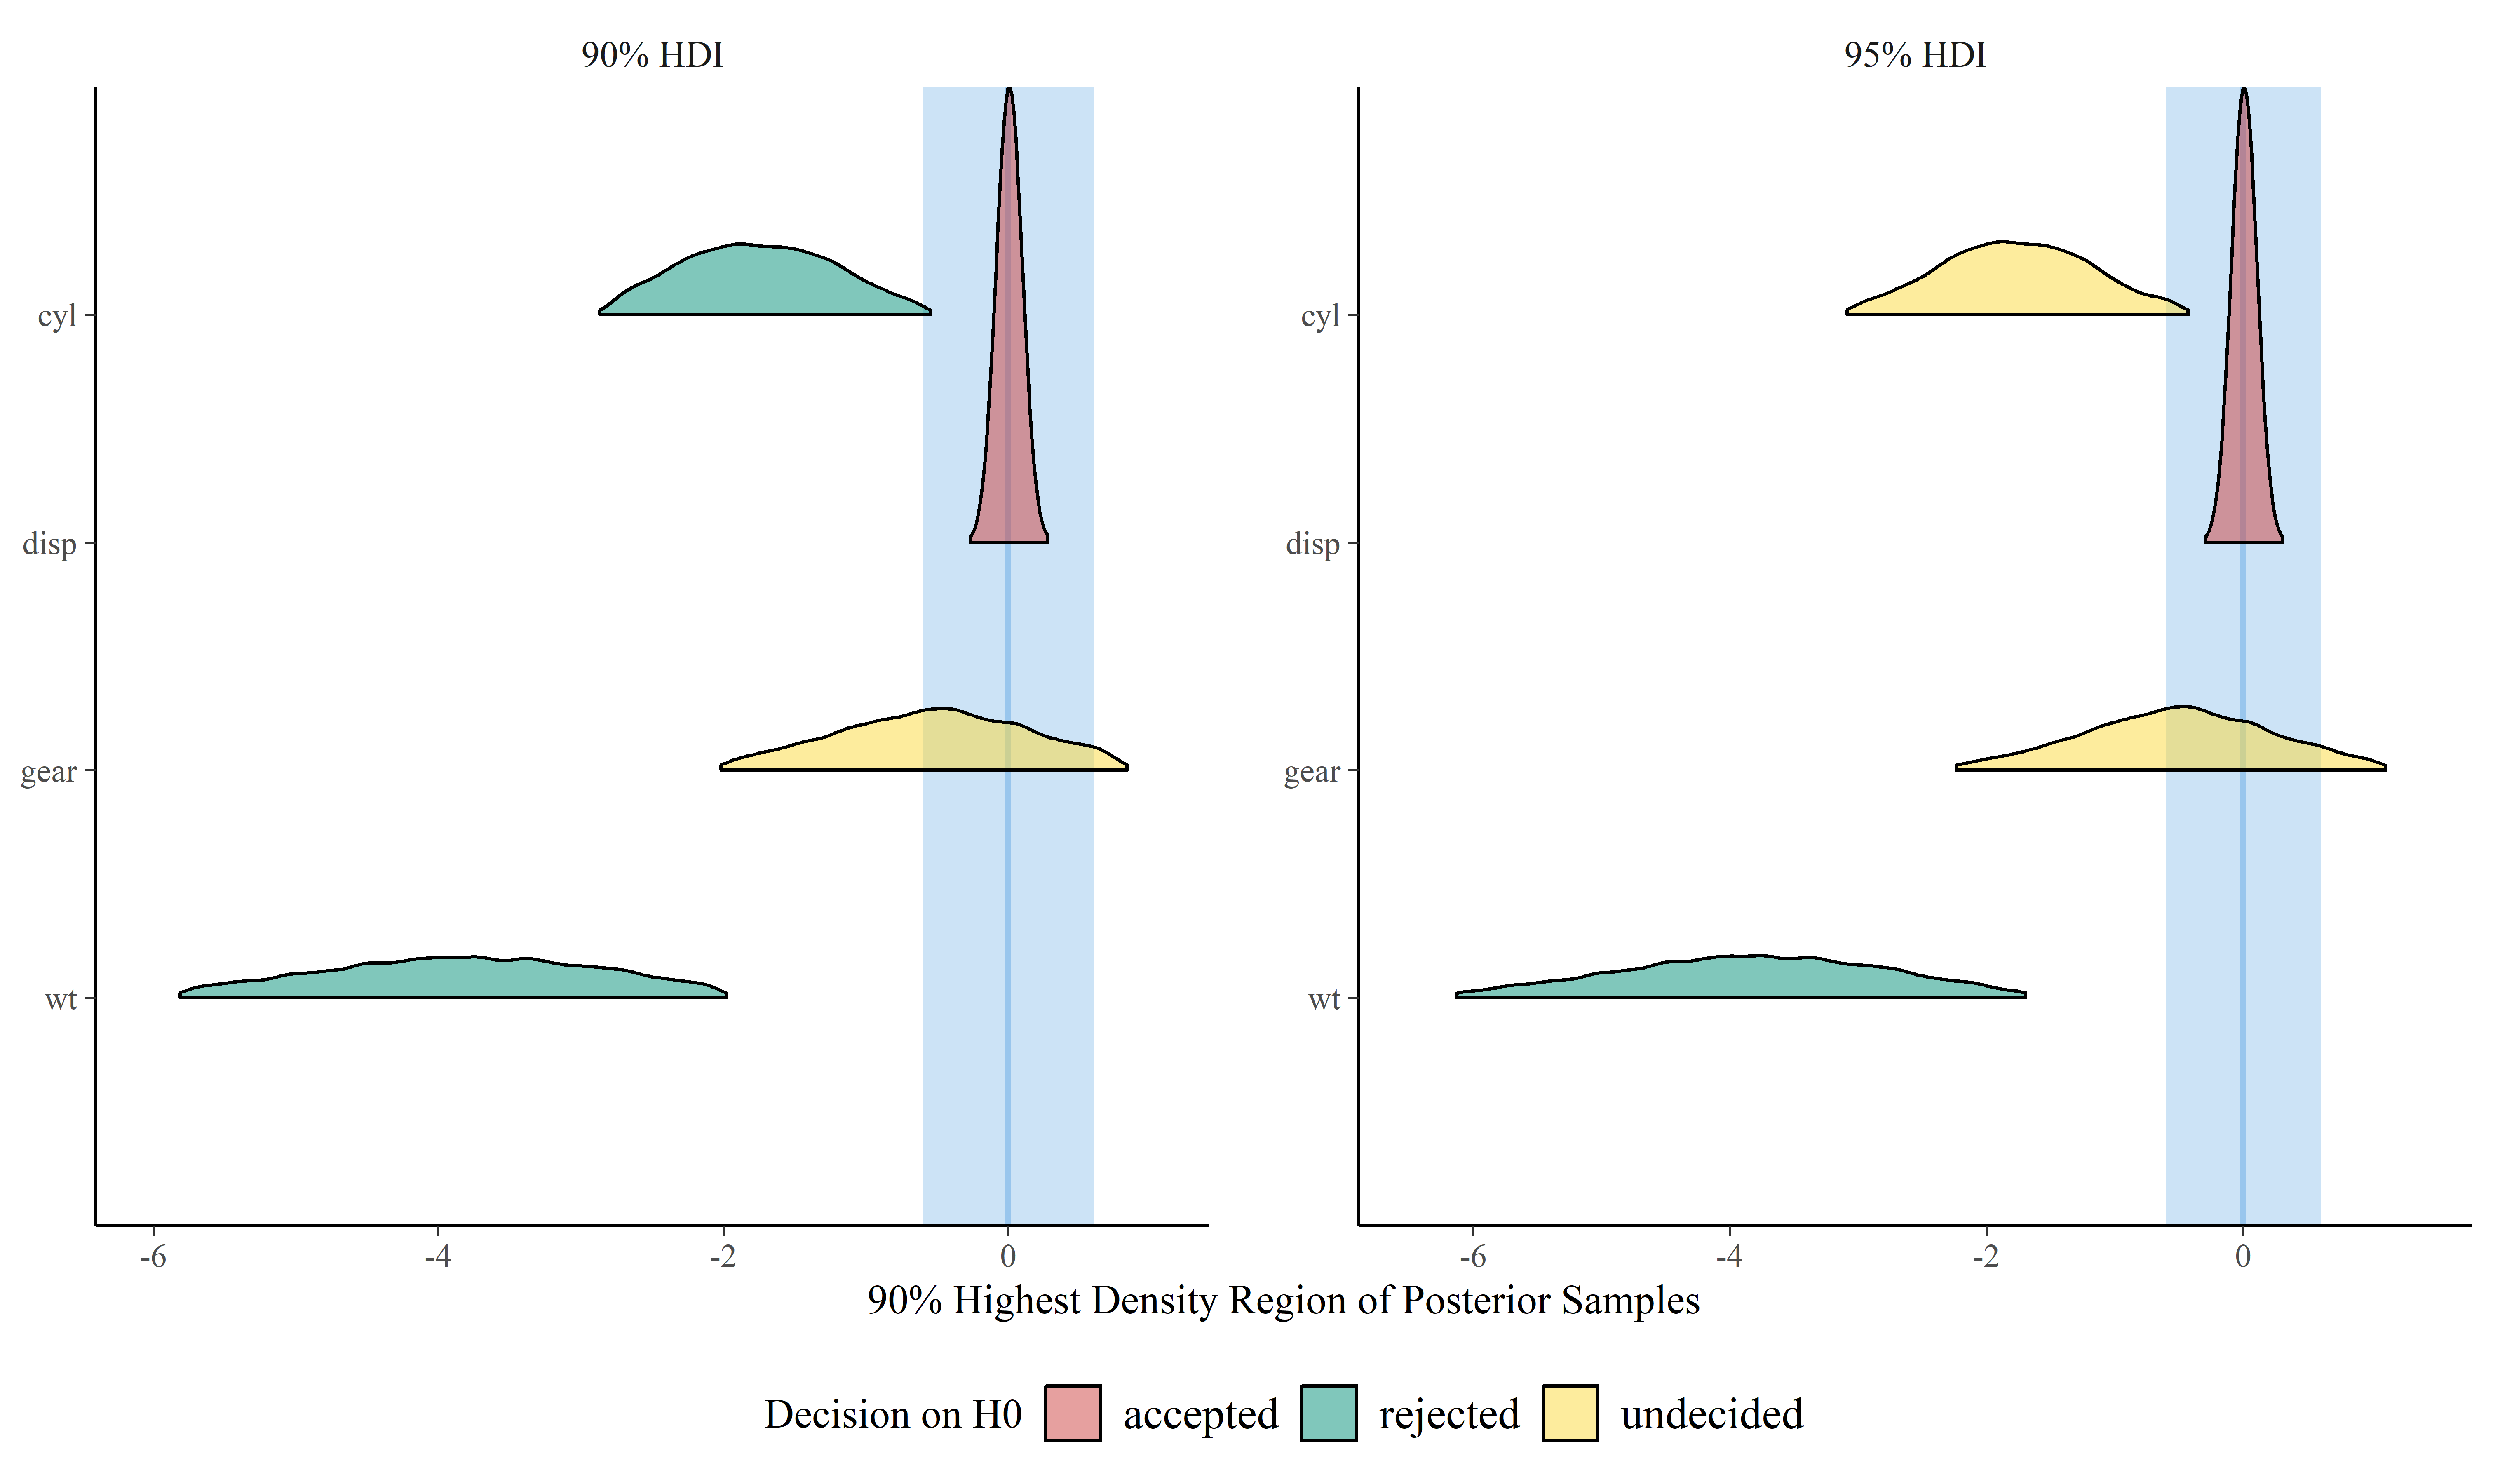 90% HDI
95% HDI
cyl
disp
gear
wt
-6
-4
-2
0
cyl
disp
gear
wt
-6
-4
-2
0
90% Highest Density Region of Posterior Samples
Decision on H0 accepted rejected undecided